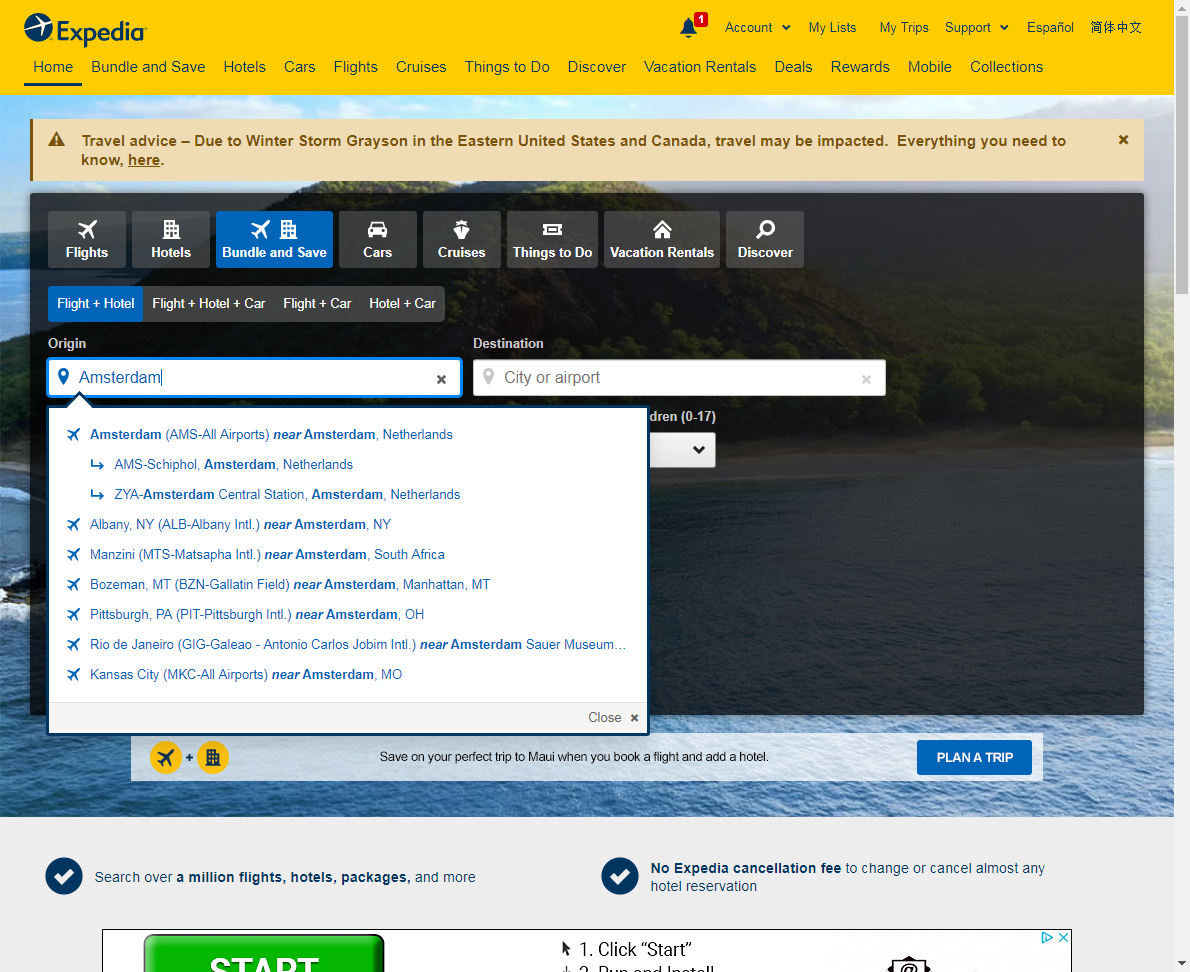 Expedia
1
Account
My Lists
My Trips
Support
Español
简体中文
Home
Bundle and Save
Hotels
Cars
Flights
Cruises
Things to Do
Discover
Vacation Rentals
Deals
Rewards
Mobile
Collections
Travel advice – Due to Winter Storm Grayson in the Eastern United States and Canada, travel may be impacted.  Everything you need to
know, here.
Flights
Hotels
Bundle and Save
Cars
Cruises
Things to Do
Vacation Rentals
Discover
Flight + Hotel
Flight + Hotel + Car
Flight + Car
Hotel + Car
Origin
Destination
Amsterdam
City or airport
dren (0-17)
Amsterdam (AMS-All Airports) near Amsterdam, Netherlands
AMS-Schiphol, Amsterdam, Netherlands
ZYA-Amsterdam Central Station, Amsterdam, Netherlands
Albany, NY (ALB-Albany Intl.) near Amsterdam, NY
Manzini (MTS-Matsapha Intl.) near Amsterdam, South Africa
Bozeman, MT (BZN-Gallatin Field) near Amsterdam, Manhattan, MT
Pittsburgh, PA (PIT-Pittsburgh Intl.) near Amsterdam, OH
Rio de Janeiro (GIG-Galeao - Antonio Carlos Jobim Intl.) near Amsterdam Sauer Museum...
Kansas City (MKC-All Airports) near Amsterdam, MO
Close
+
Save on your perfect trip to Maui when you book a flight and add a hotel.
PLAN A TRIP
Search over a million flights, hotels, packages, and more
No Expedia cancellation fee to change or cancel almost any
hotel reservation
START
1. Click “Start”
2. Run and Install
@